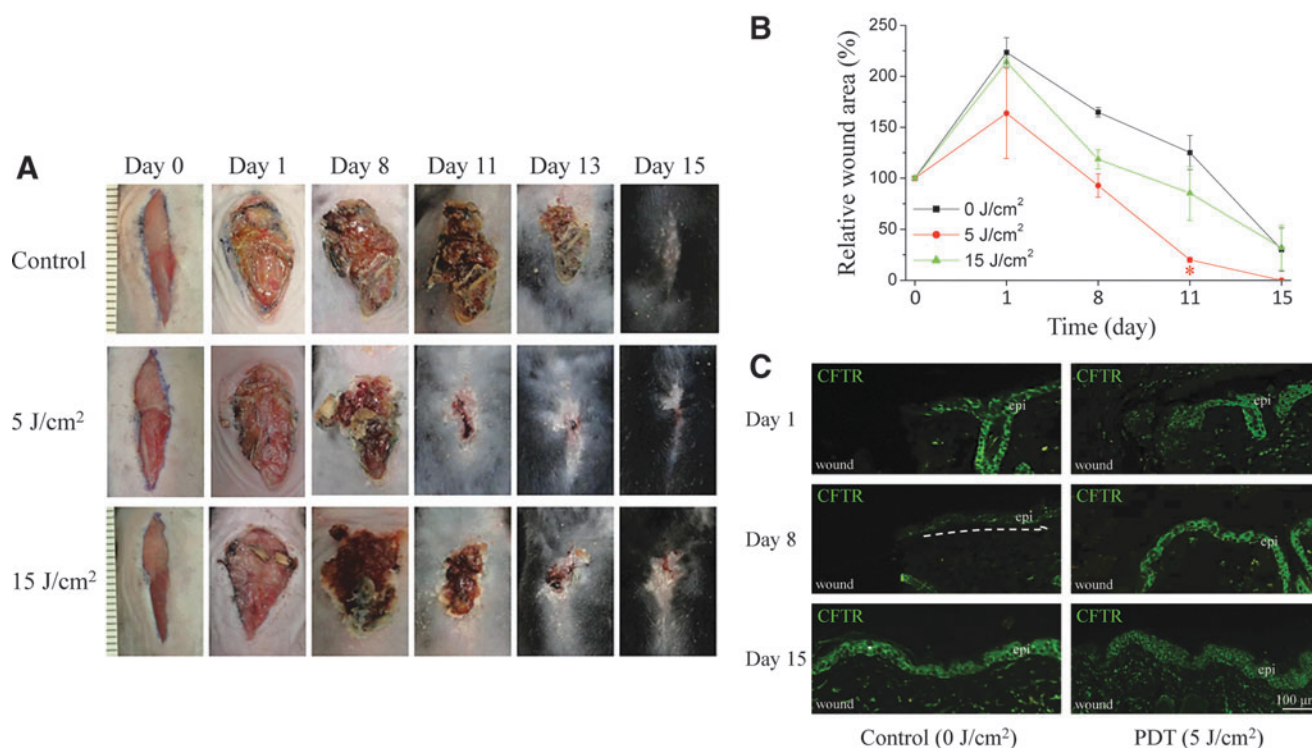 A
Day 0 Day 1 Day 8 Day 11 Day 13 Day 15
Control
5 J/cm²
15 J/cm²
B
Relative wound area (%)
250
200
150
100
50
0
0 J/cm²
5 J/cm²
15 J/cm²
*
0 1 8 11 15
Time (day)
C
Day 1
CFTR
epi
wound
CFTR
epi
wound
Day 8
CFTR
epi
wound
CFTR
epi
wound
Day 15
CFTR
epi
wound
CFTR
epi
wound
100 μm
Control (0 J/cm²) PDT (5 J/cm²)